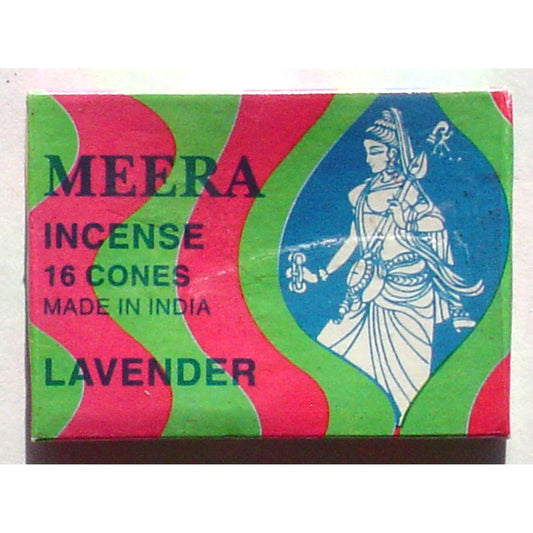 MEERA
INCENSE
16 CONES
MADE IN INDIA
LAVENDER